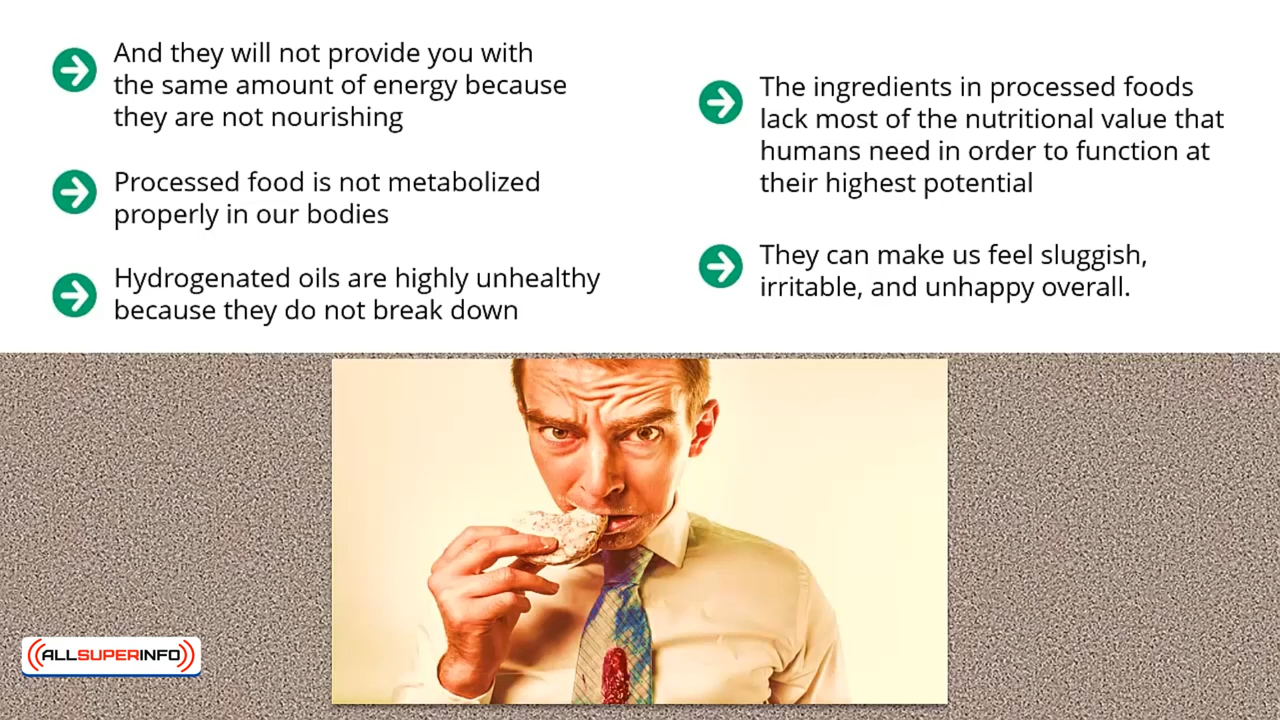 And they will not provide you with
the same amount of energy because
they are not nourishing
Processed food is not metabolized
properly in our bodies
Hydrogenated oils are highly unhealthy
because they do not break down
The ingredients in processed foods
lack most of the nutritional value that
humans need in order to function at
their highest potential
They can make us feel sluggish,
irritable, and unhappy overall.
ALLSUPERINFO